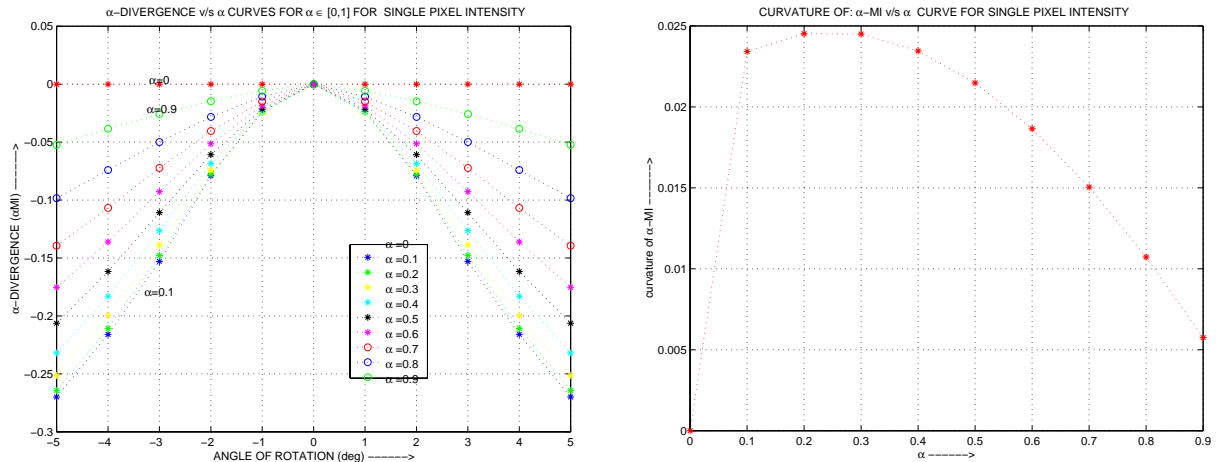 α−DIVERGENCE v/s α CURVES FOR α ∈ [0,1] FOR SINGLE PIXEL INTENSITY
0.05
0
−0.05
−0.1
−0.15
−0.2
−0.25
−0.3
α−DIVERGENCE (αMI) −−−−−>
α=0
α=0.9
α=0.1
α=0
α=0.1
α=0.2
α=0.3
α=0.4
α=0.5
α=0.6
α=0.7
α=0.8
α=0.9
−5 −4 −3 −2 −1 0 1 2 3 4 5
ANGLE OF ROTATION (deg) −−−−−−>
CURVATURE OF: α−MI v/s α CURVE FOR SINGLE PIXEL INTENSITY
0.025
0.02
0.015
0.01
0.005
0
curvature of α−MI −−−−−−−>
0 0.1 0.2 0.3 0.4 0.5 0.6 0.7 0.8 0.9
α −−−−−−>